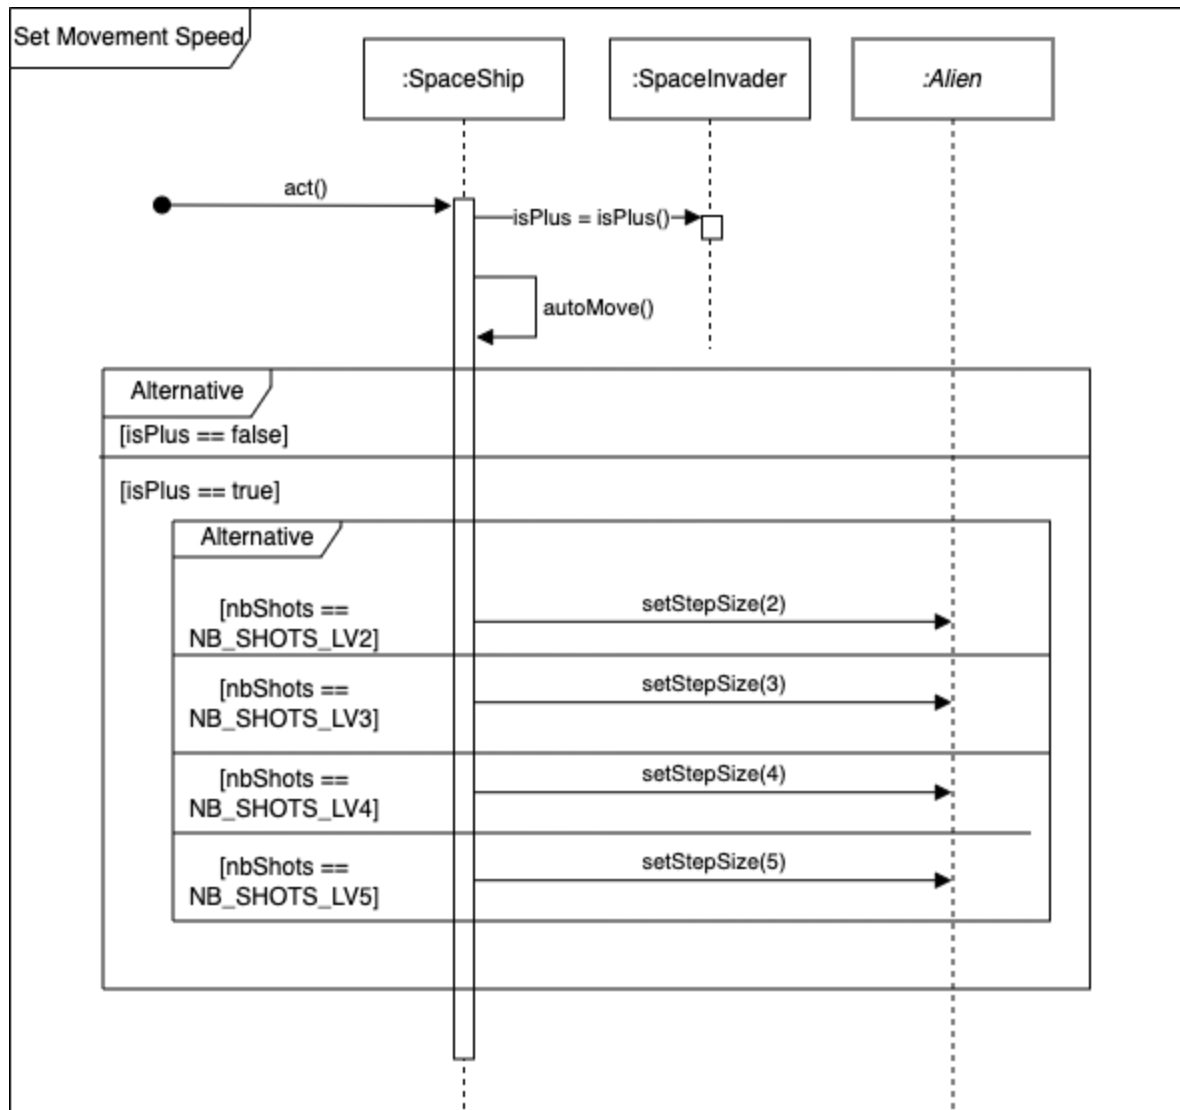 Set Movement Speed
:SpaceShip
:SpaceInvader
:Alien
act()
isPlus = isPlus()
autoMove()
Alternative
[isPlus == false]
[isPlus == true]
Alternative
[nbShots ==
NB_SHOTS_LV2]
setStepSize(2)
[nbShots ==
NB_SHOTS_LV3]
setStepSize(3)
[nbShots ==
NB_SHOTS_LV4]
setStepSize(4)
[nbShots ==
NB_SHOTS_LV5]
setStepSize(5)